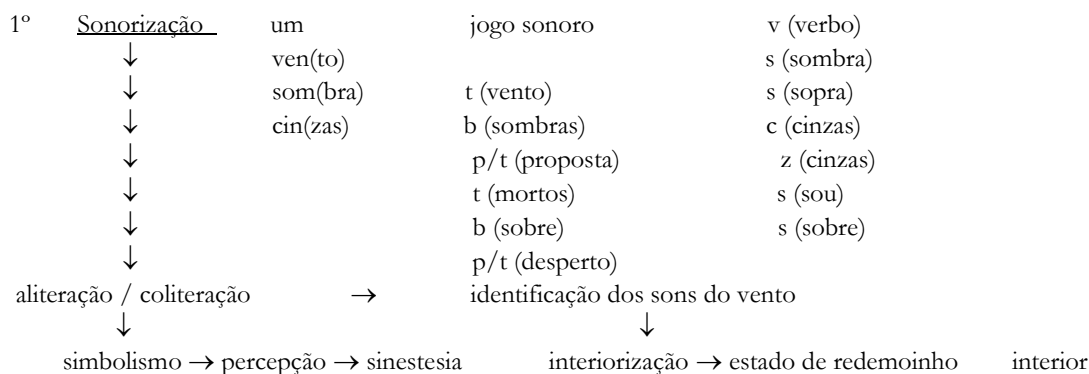 1º Sonorização um jogo sonoro v (verbo)
↓ ven(to) s (sombra)
↓ som(bra) t (vento) s (sopra)
↓ cin(zas) b (sombras) c (cinzas)
↓ p/t (proposta) z (cinzas)
↓ t (mortos) s (sou)
↓ b (sobre) s (sobre)
↓ p/t (desperto)
aliteração / coliteração → identificação dos sons do vento
↓ ↓
simbolismo → percepção → sinestesia interiorização → estado de redemoinho interior